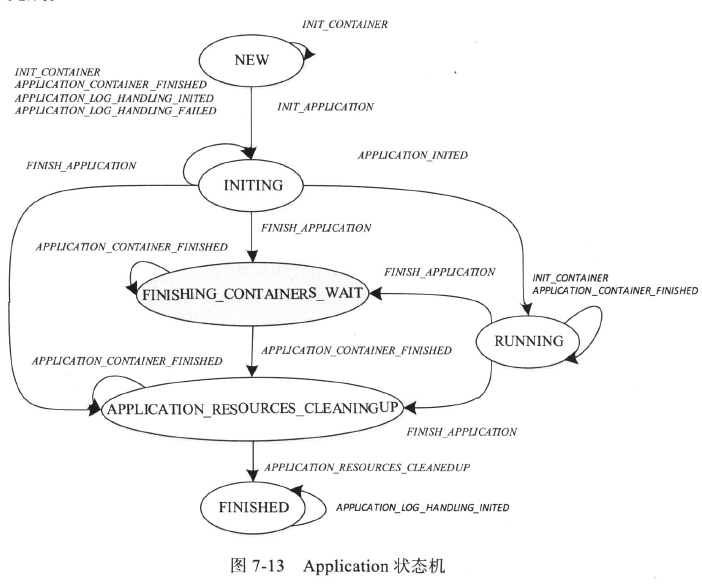 INIT_CONTAINER
NEW
INIT_CONTAINER
APPLICATION_CONTAINER_FINISHED
APPLICATION_LOG_HANDLING_INITED
APPLICATION_LOG_HANDLING_FAILED
INIT_APPLICATION
APPLICATION_INITED
FINISH_APPLICATION
INITING
FINISH_APPLICATION
APPLICATION_CONTAINER_FINISHED
FINISH_APPLICATION
INIT_CONTAINER
APPLICATION_CONTAINER_FINISHED
FINISHING_CONTAINERS_WAIT
RUNNING
APPLICATION_CONTAINER_FINISHED
APPLICATION_CONTAINER_FINISHED
APPLICATION_RESOURCES_CLEANINGUP
FINISH_APPLICATION
APPLICATION_RESOURCES_CLEANEDUP
FINISHED
APPLICATION_LOG_HANDLING_INITED
图 7-13 Application 状态机